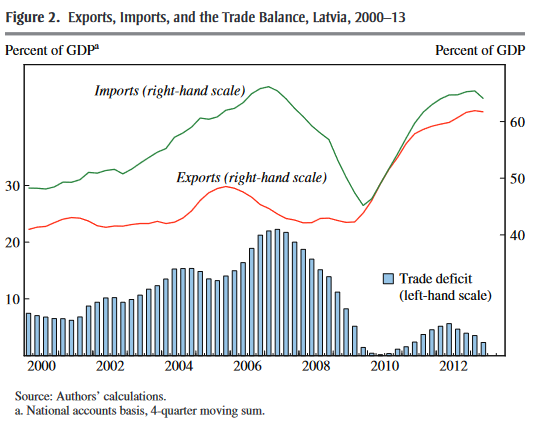 Figure 2. Exports, Imports, and the Trade Balance, Latvia, 2000–13
Percent of GDPa Percent of GDP
Imports (right-hand scale)
60
Exports (right-hand scale)
30 50
20 40
Trade deficit
(left-hand scale)
10
2000 2002 2004 2006 2008 2010 2012
Source: Authors' calculations.
a. National accounts basis, 4-quarter moving sum.